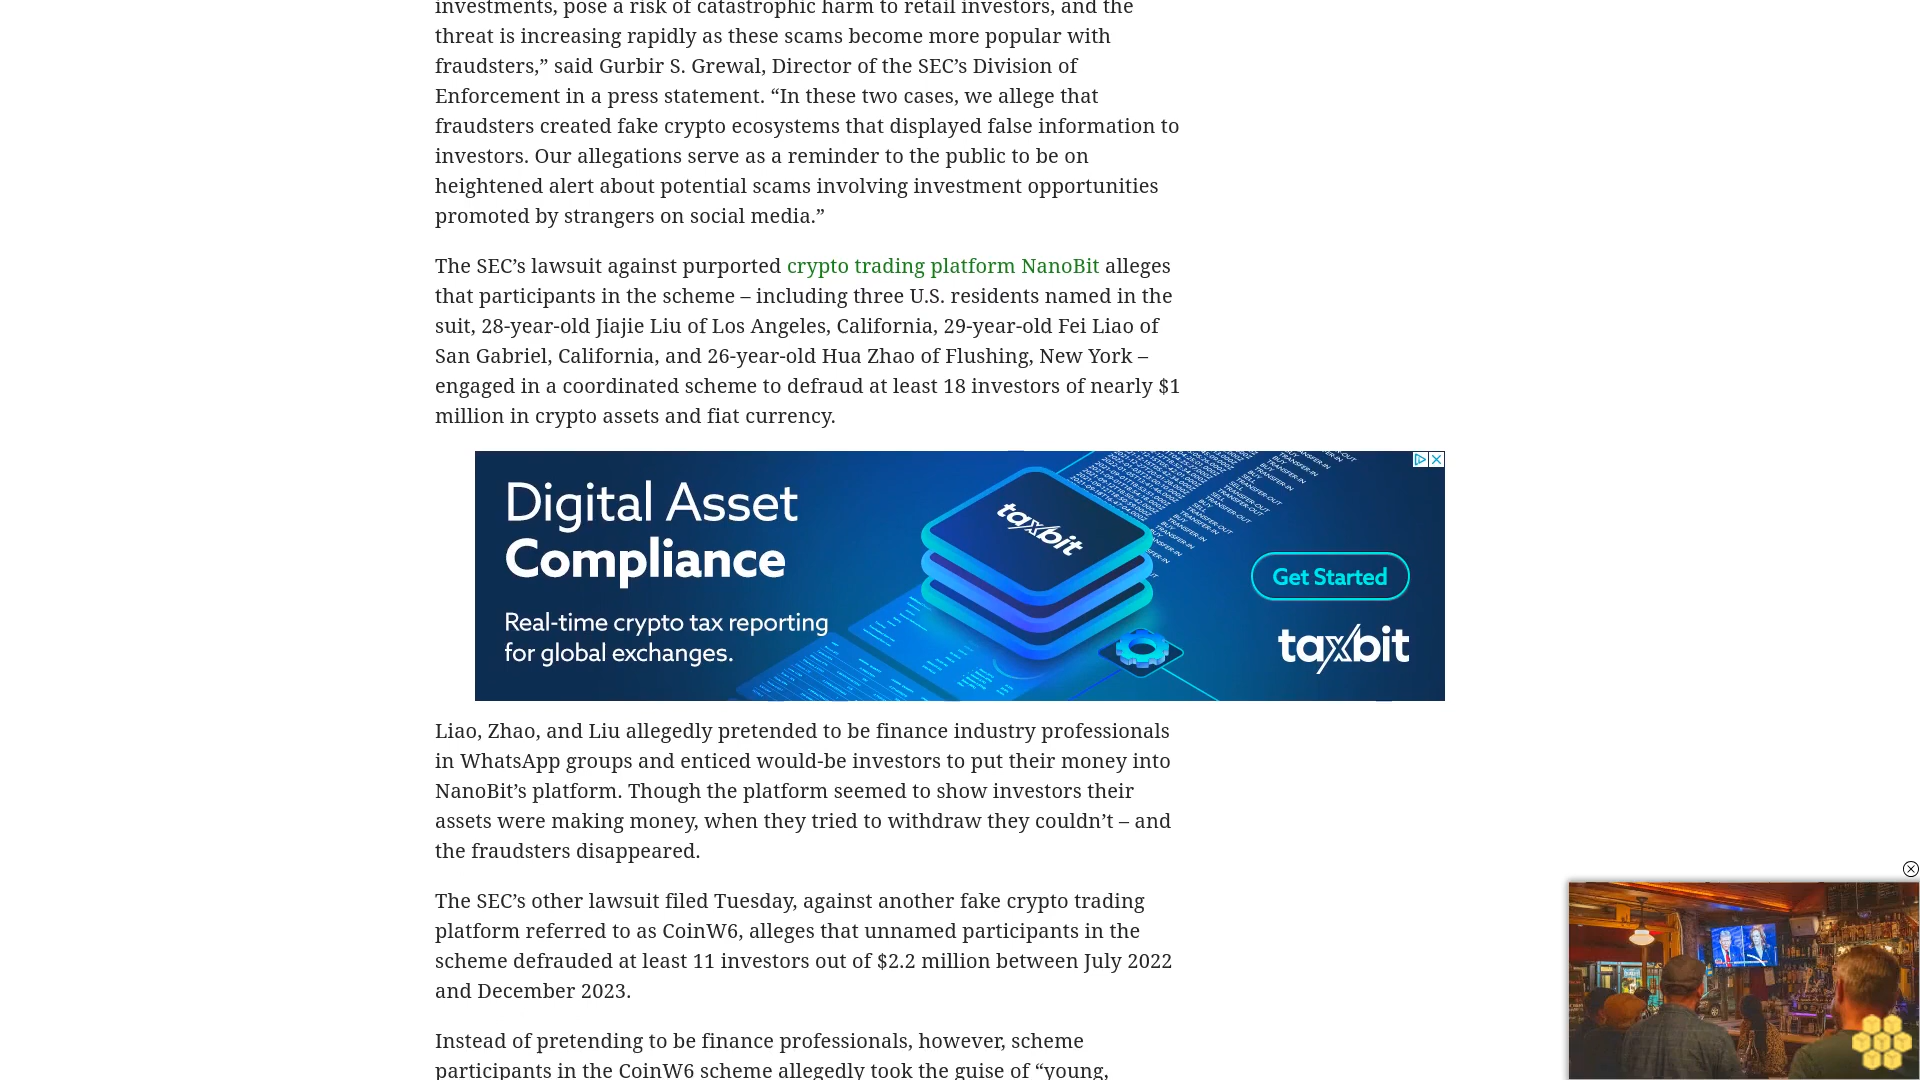 investments, pose a risk of catastrophic harm to retail investors, and the
threat is increasing rapidly as these scams become more popular with
fraudsters,” said Gurbir S. Grewal, Director of the SEC’s Division of
Enforcement in a press statement. “In these two cases, we allege that
fraudsters created fake crypto ecosystems that displayed false information to
investors. Our allegations serve as a reminder to the public to be on
heightened alert about potential scams involving investment opportunities
promoted by strangers on social media.”
The SEC’s lawsuit against purported crypto trading platform NanoBit alleges
that participants in the scheme – including three U.S. residents named in the
suit, 28-year-old Jiajie Liu of Los Angeles, California, 29-year-old Fei Liao of
San Gabriel, California, and 26-year-old Hua Zhao of Flushing, New York –
engaged in a coordinated scheme to defraud at least 18 investors of nearly $1
million in crypto assets and fiat currency.
Digital Asset
Compliance
Real-time crypto tax reporting
for global exchanges.
taxbit
Get Started
taxbit
Liao, Zhao, and Liu allegedly pretended to be finance industry professionals
in WhatsApp groups and enticed would-be investors to put their money into
NanoBit’s platform. Though the platform seemed to show investors their
assets were making money, when they tried to withdraw they couldn’t – and
the fraudsters disappeared.
The SEC’s other lawsuit filed Tuesday, against another fake crypto trading
platform referred to as CoinW6, alleges that unnamed participants in the
scheme defrauded at least 11 investors out of $2.2 million between July 2022
and December 2023.
Instead of pretending to be finance professionals, however, scheme
participants in the CoinW6 scheme allegedly took the guise of “young,